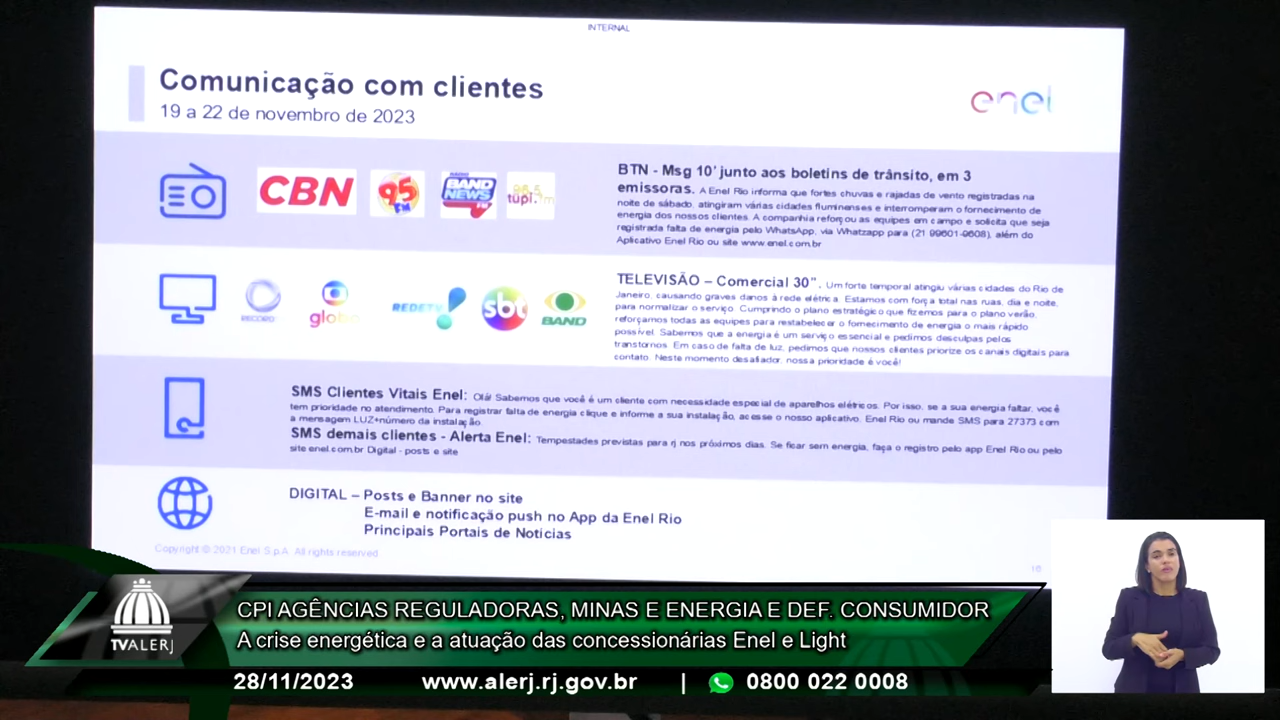 INTERNAL
Comunicação com clientes
19 a 22 de novembro de 2023
enel
CBN
95
FM
RÁDIO
BAND
NEWS
FM
tupi.fm
BTN - Msg 10' junto aos boletins de trânsito, em 3
emissoras. A Enel Rio informa que fortes chuvas e rajadas de vento registradas na
noite de sábado, atingiram várias cidades fluminenses e interromperam o fornecimento de
energia dos nossos clientes. A companhia reforçou as equipes em campo e solicita que seja
registrada falta de energia pelo WhatsApp, via Whatzapp para (21 99601-9608), além do
Aplicativo Enel Rio ou site www.enel.com.br
RECORD
globo
REDETV
sbt
BAND
TELEVISÃO – Comercial 30". Um forte temporal atingiu várias cidades do Rio de
Janeiro, causando graves danos à rede elétrica. Estamos com força total nas ruas, dia e noite,
para normalizar o serviço. Cumprindo o plano estratégico que fizemos para o plano verão,
reforçamos todas as equipes para restabelecer o fornecimento de energia o mais rápido
possível. Sabemos que a energia é um serviço essencial e pedimos desculpas pelos
transtornos. Em caso de falta de luz, pedimos que nossos clientes priorize os canais digitais para
contato. Neste momento desafiador, nossa prioridade é você!
SMS Clientes Vitais Enel: Olá! Sabemos que você é um cliente com necessidade especial de aparelhos elétricos. Por isso, se a sua energia faltar, você
tem prioridade no atendimento. Para registrar falta de energia clique e informe a sua instalação, acesse o nosso aplicativo, Enel Rio ou mande SMS para 27373 com
a mensagem LUZ+número da instalação.
SMS demais clientes - Alerta Enel: Tempestades previstas para rj nos próximos dias. Se ficar sem energia, faça o registro pelo app Enel Rio ou pelo
site enel.com.br Digital - posts e site
DIGITAL – Posts e Banner no site
E-mail e notificação push no App da Enel Rio
Principais Portais de Noticias
Copyright © 2021 Enel S.p.A. All rights reserved.
16
TVALERJ
CPI AGÊNCIAS REGULADORAS, MINAS E ENERGIA E DEF. CONSUMIDOR
A crise energética e a atuação das concessionárias Enel e Light
28/11/2023 www.alerj.rj.gov.br | 0800 022 0008